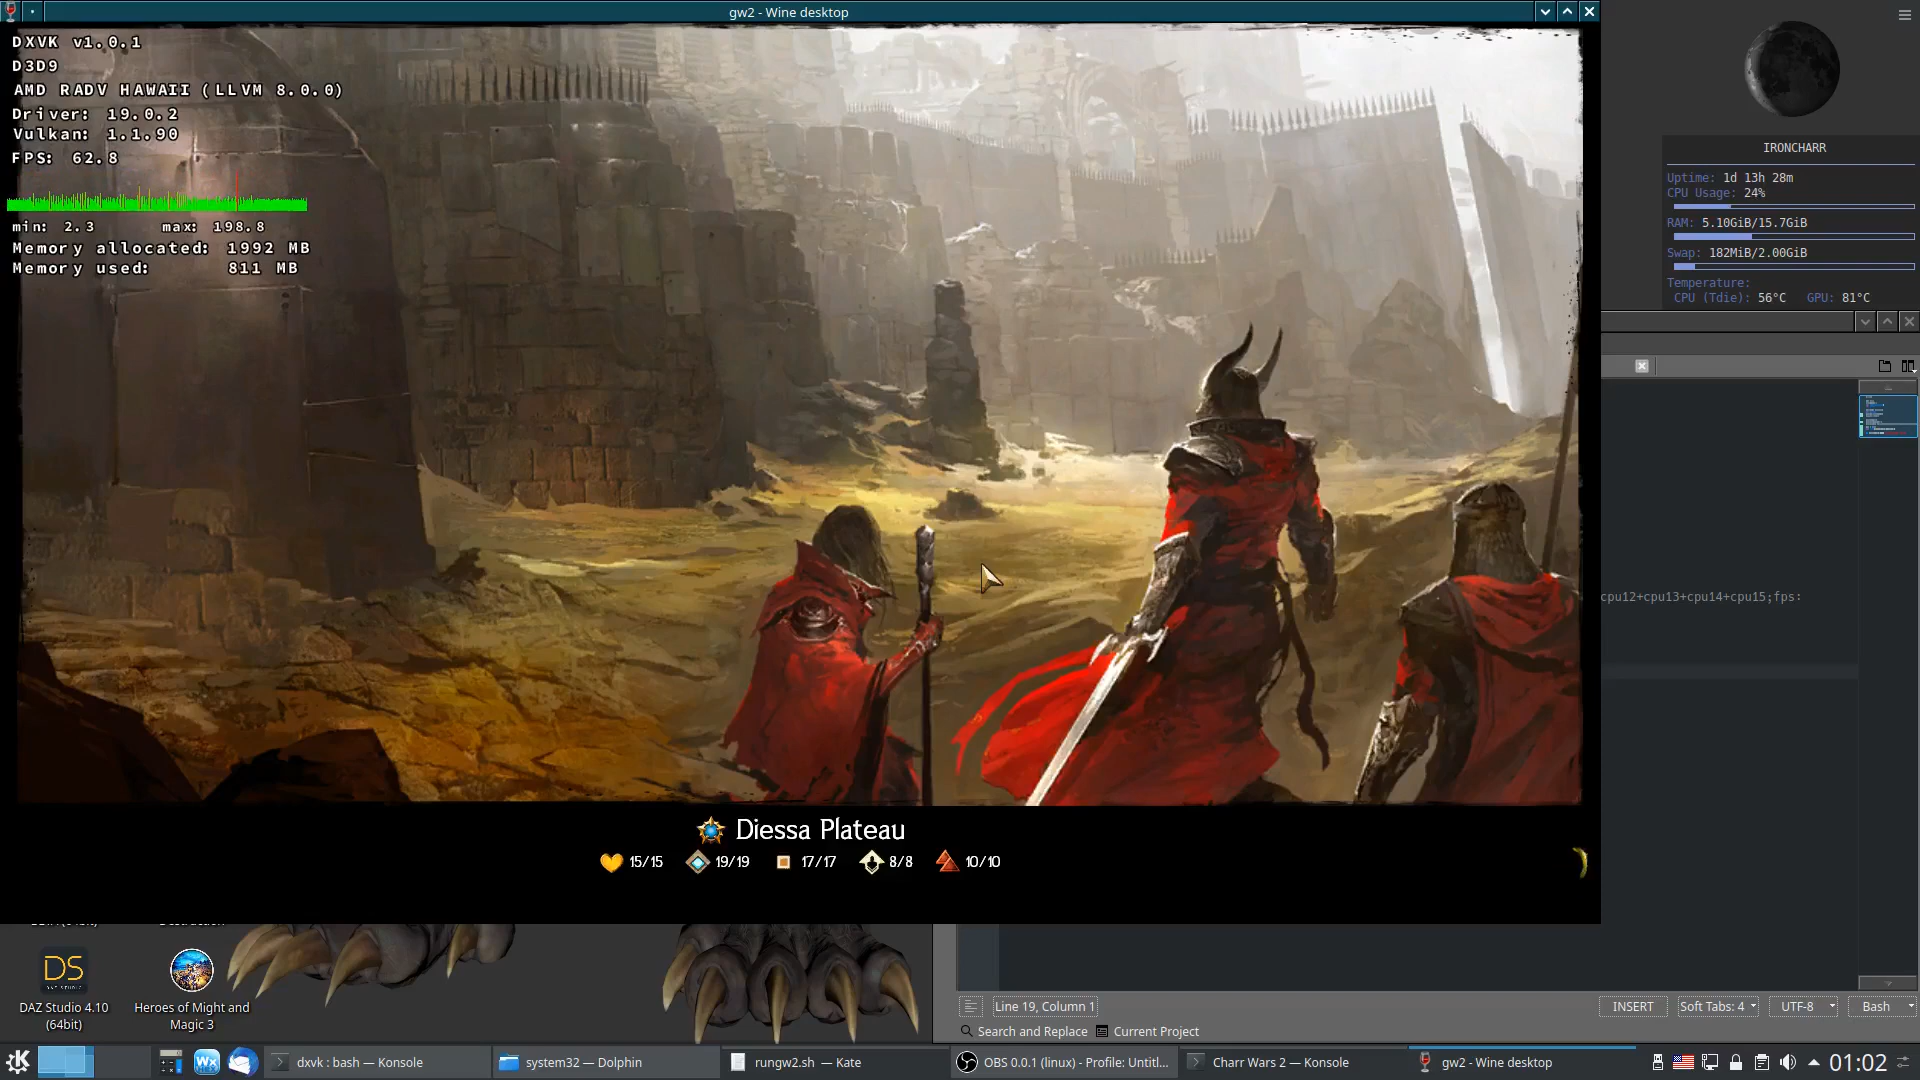 gw2 - Wine desktop
DXVK v1.0.1
D3D9
AMD RADV HAWAII (LLVM 8.0.0)
Driver: 19.0.2
Vulkan: 1.1.90
FPS: 62.8
min: 2.3 max: 198.8
Memory allocated: 1992 MB
Memory used: 811 MB
IRONCHARR
Uptime: 1d 13h 28m
CPU Usage: 24%
RAM: 5.10GiB/15.7GiB
Swap: 182MiB/2.00GiB
Temperature:
CPU (Tdie): 56°C GPU: 81°C
cpu12+cpu13+cpu14+cpu15;fps:
Diessa Plateau
15/15 19/19 17/17 8/8 10/10
DS
DAZ Studio 4.10
(64bit)
Heroes of Might and
Magic 3
Line 19, Column 1
INSERT Soft Tabs: 4 UTF-8 Bash
Search and Replace Current Project
dxvk : bash — Konsole
system32 — Dolphin
rungw2.sh — Kate
OBS 0.0.1 (linux) - Profile: Untitl...
Charr Wars 2 — Konsole
gw2 - Wine desktop
01:02